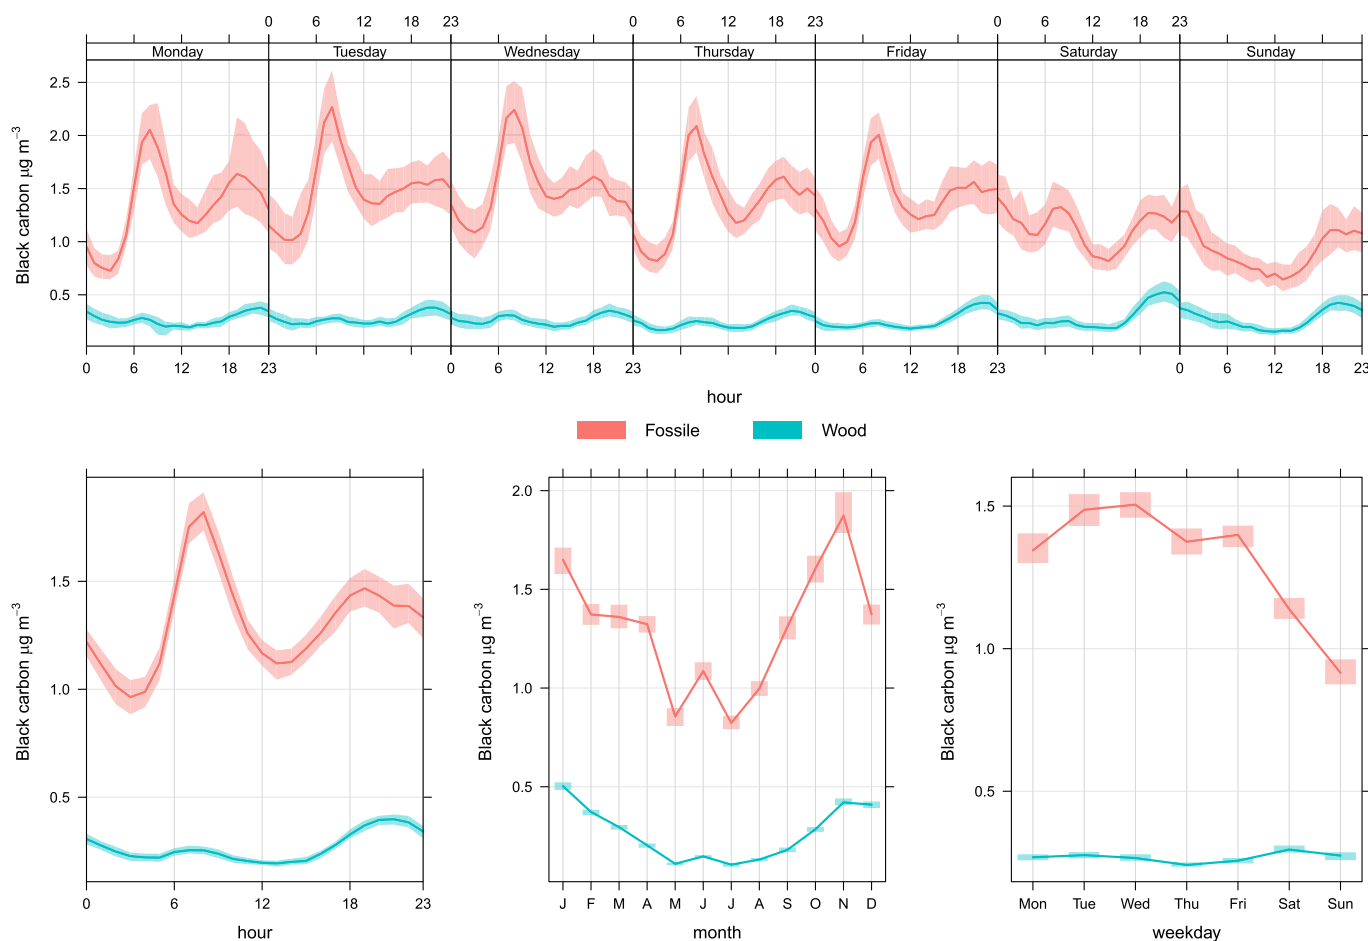 0 6 12 18 23 0 6 12 18 23 0 6 12 18 23
Monday Tuesday Wednesday Thursday Friday Saturday Sunday
Black carbon μg m⁻³
2.5
2.0
1.5
1.0
0.5
0 6 12 18 23 0 6 12 18 23 0 6 12 18 23 0 6 12 18 23
hour
Fossile Wood
Black carbon μg m⁻³
1.5
1.0
0.5
0 6 12 18 23
hour
Black carbon μg m⁻³
2.0
1.5
1.0
0.5
J F M A M J J A S O N D
month
Black carbon μg m⁻³
1.5
1.0
0.5
Mon Tue Wed Thu Fri Sat Sun
weekday